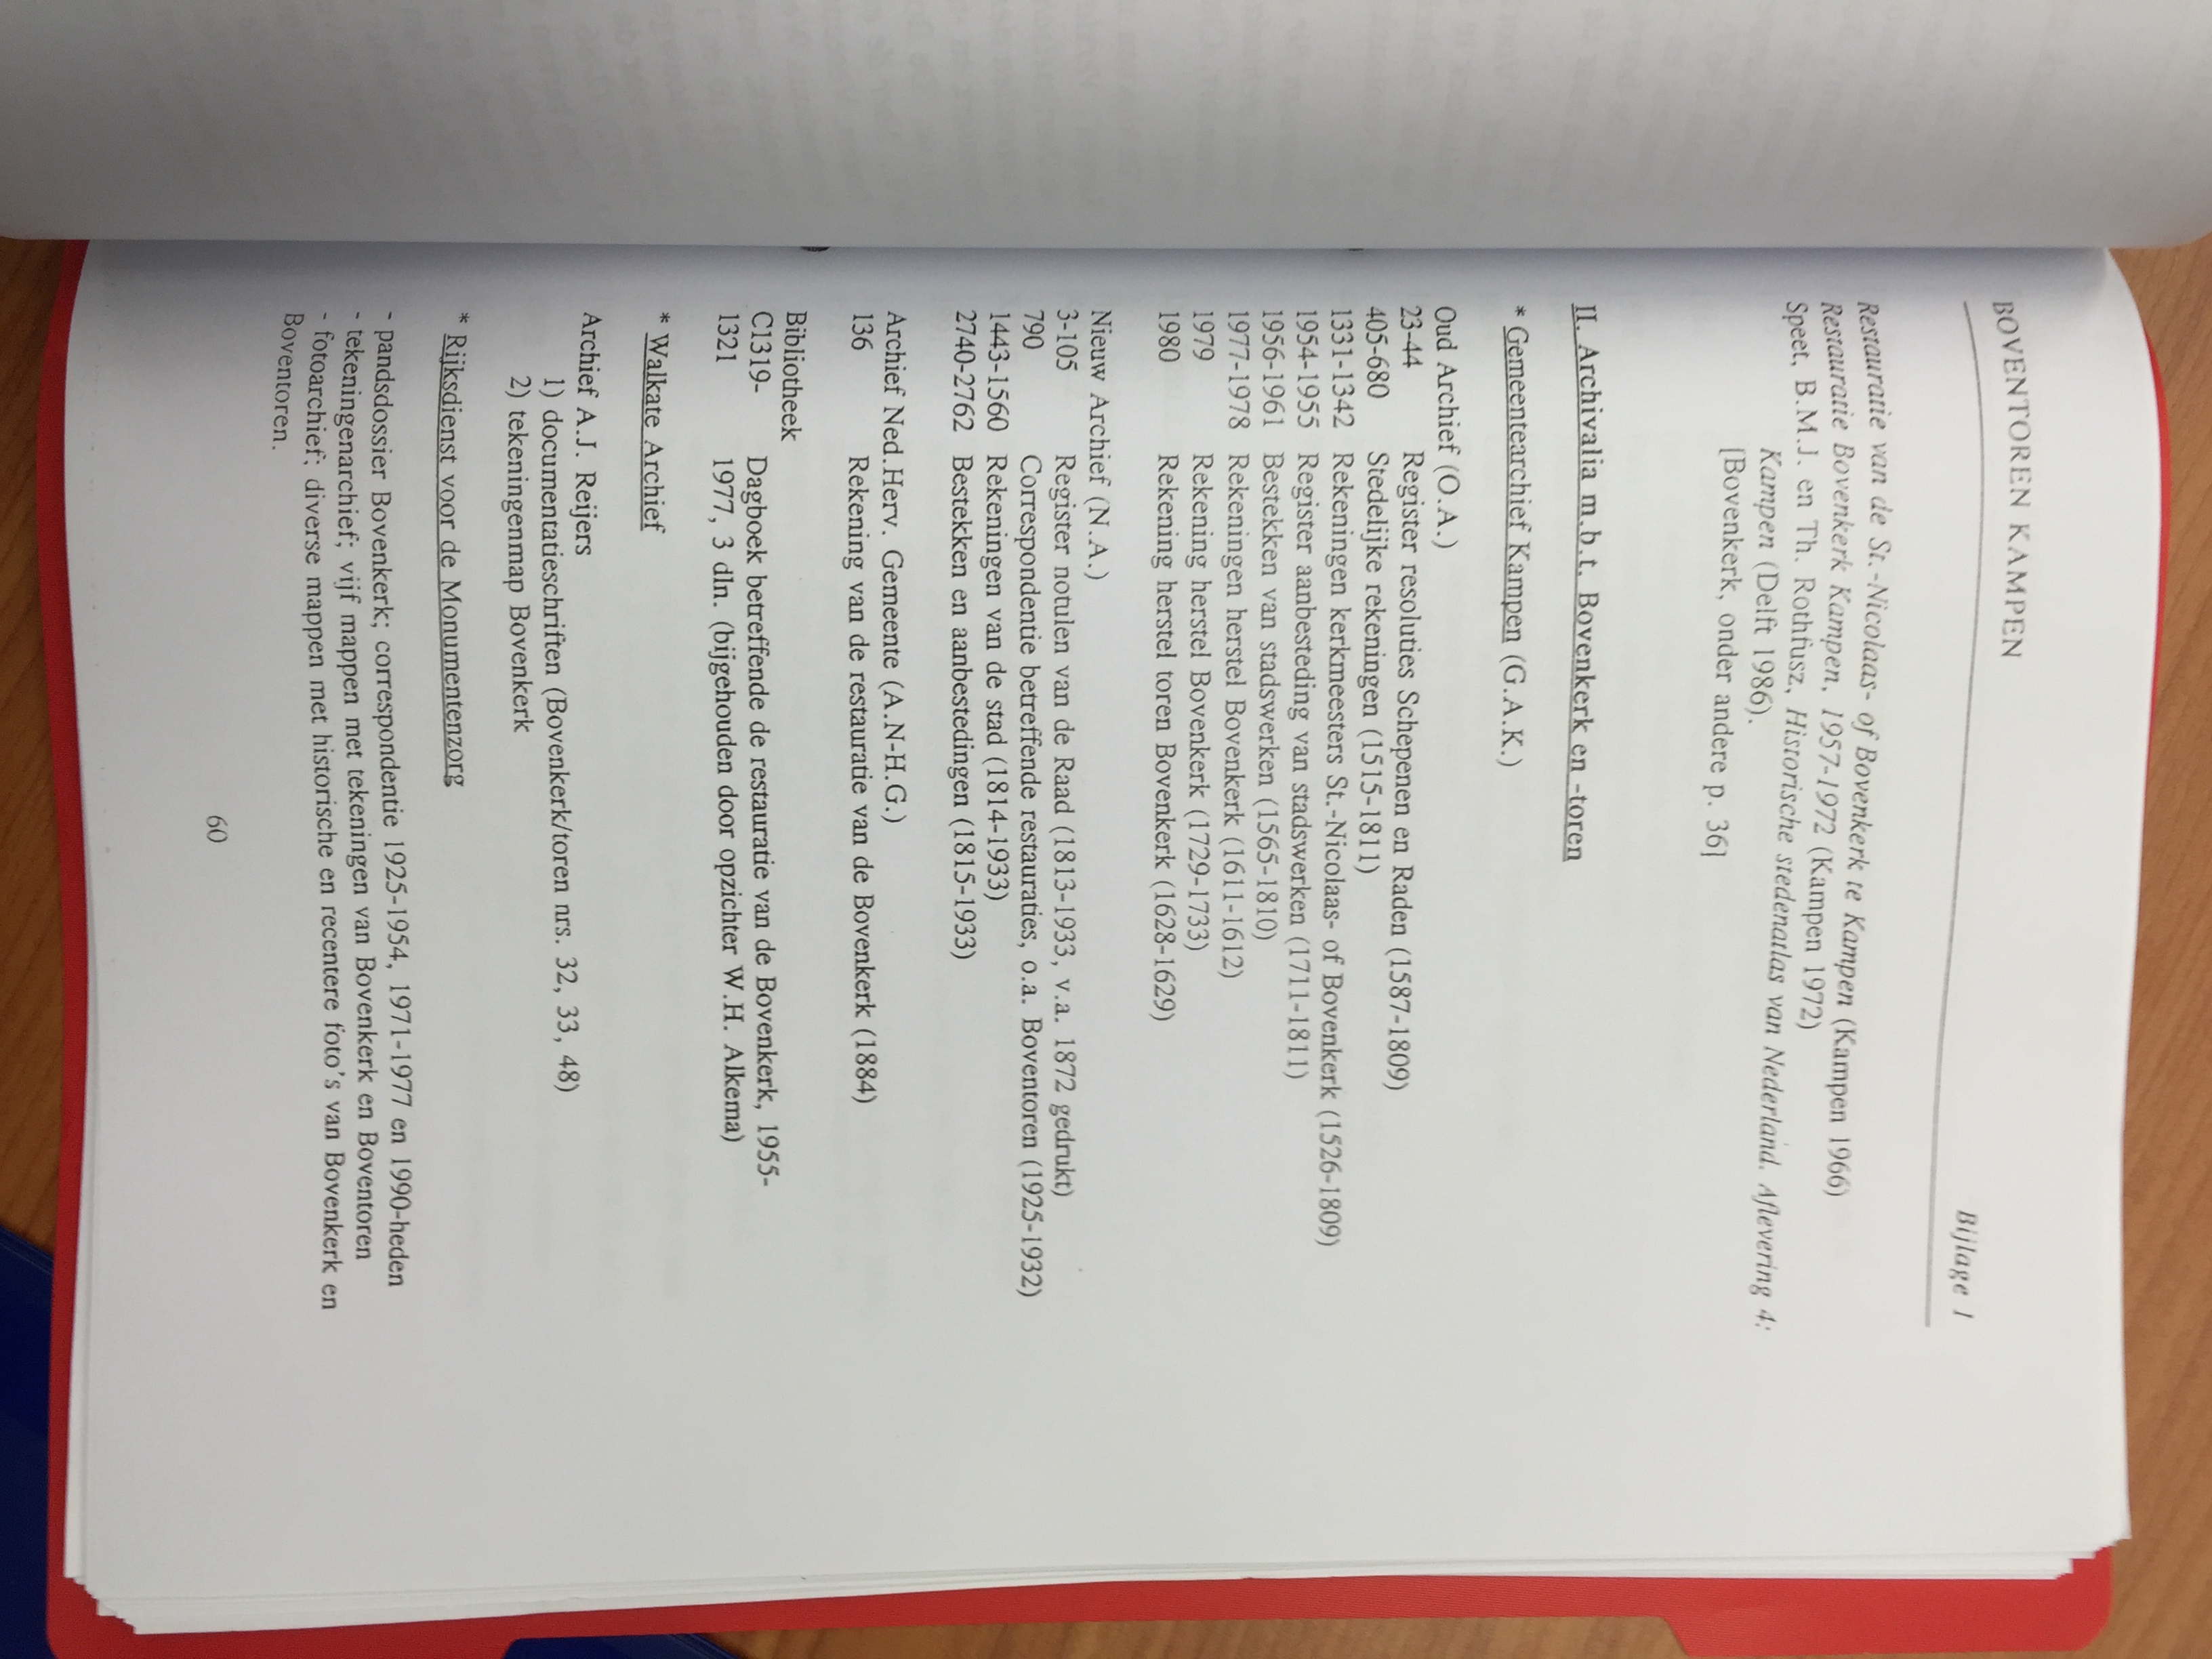 BOVENTOREN KAMPEN
Bijlage 1
Restauratie van de St.-Nicolaas- of Bovenkerk te Kampen (Kampen 1966)
Restauratie Bovenkerk Kampen, 1957-1972 (Kampen 1972)
Speet, B.M.J. en Th. Rothfusz, Historische stedenatlas van Nederland. Aflevering 4:
Kampen (Delft 1986).
[Bovenkerk, onder andere p. 36]
II. Archivalia m.b.t. Bovenkerk en -toren
* Gemeentearchief Kampen (G.A.K.)
Oud Archief (O.A.)
23-44 Register resoluties Schepenen en Raden (1587-1809)
405-680 Stedelijke rekeningen (1515-1811)
1331-1342 Rekeningen kerkmeesters St.-Nicolaas- of Bovenkerk (1526-1809)
1954-1955 Register aanbesteding van stadswerken (1711-1811)
1956-1961 Bestekken van stadswerken (1565-1810)
1977-1978 Rekeningen herstel Bovenkerk (1611-1612)
1979 Rekening herstel Bovenkerk (1729-1733)
1980 Rekening herstel toren Bovenkerk (1628-1629)
Nieuw Archief (N.A.)
3-105 Register notulen van de Raad (1813-1933, v.a. 1872 gedrukt)
790 Correspondentie betreffende restauraties, o.a. Boventoren (1925-1932)
1443-1560 Rekeningen van de stad (1814-1933)
2740-2762 Bestekken en aanbestedingen (1815-1933)
Archief Ned.Herv. Gemeente (A.N-H.G.)
136 Rekening van de restauratie van de Bovenkerk (1884)
Bibliotheek
C1319- Dagboek betreffende de restauratie van de Bovenkerk, 1955-
1321 1977, 3 dln. (bijgehouden door opzichter W.H. Alkema)
* Walkate Archief
Archief A.J. Reijers
1) documentatieschriften (Bovenkerk/toren nrs. 32, 33, 48)
2) tekeningenmap Bovenkerk
* Rijksdienst voor de Monumentenzorg
- pandsdossier Bovenkerk; correspondentie 1925-1954, 1971-1977 en 1990-heden
- tekeningenarchief; vijf mappen met tekeningen van Bovenkerk en Boventoren
- fotoarchief; diverse mappen met historische en recentere foto's van Bovenkerk en
Boventoren.
60